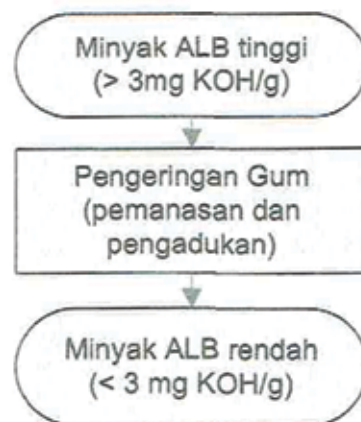 Minyak ALB tinggi
(> 3mg KOH/g)
Pengeringan Gum
(pemanasan dan
pengadukan)
Minyak ALB rendah
(< 3 mg KOH/g)